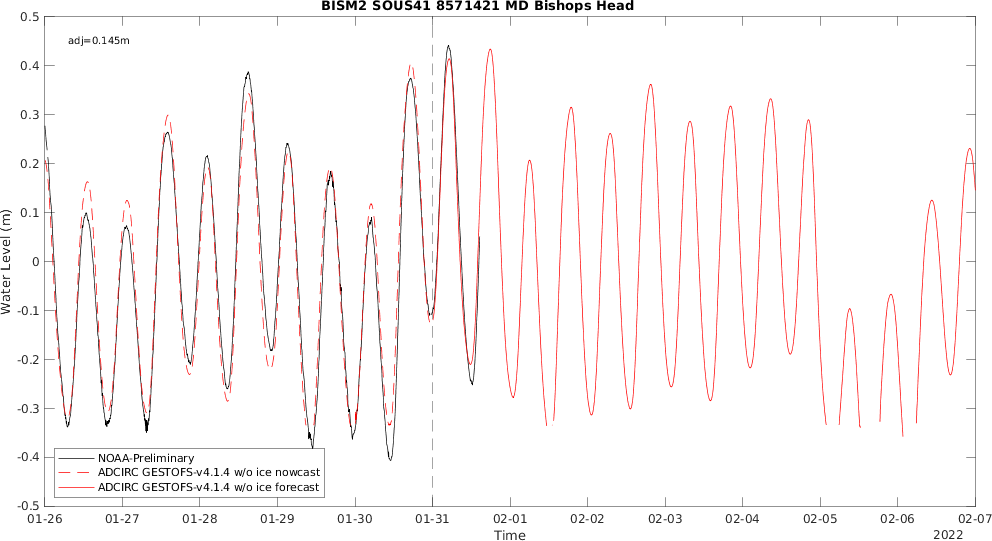 BISM2 SOUS41 8571421 MD Bishops Head
adj=0.145m
0.5
0.4
0.3
0.2
0.1
0
-0.1
-0.2
-0.3
-0.4
-0.5
Water Level (m)
NOAA-Preliminary
ADCIRC GESTOFS-v4.1.4 w/o ice nowcast
ADCIRC GESTOFS-v4.1.4 w/o ice forecast
01-26 01-27 01-28 01-29 01-30 01-31 02-01 02-02 02-03 02-04 02-05 02-06 02-07
Time
2022